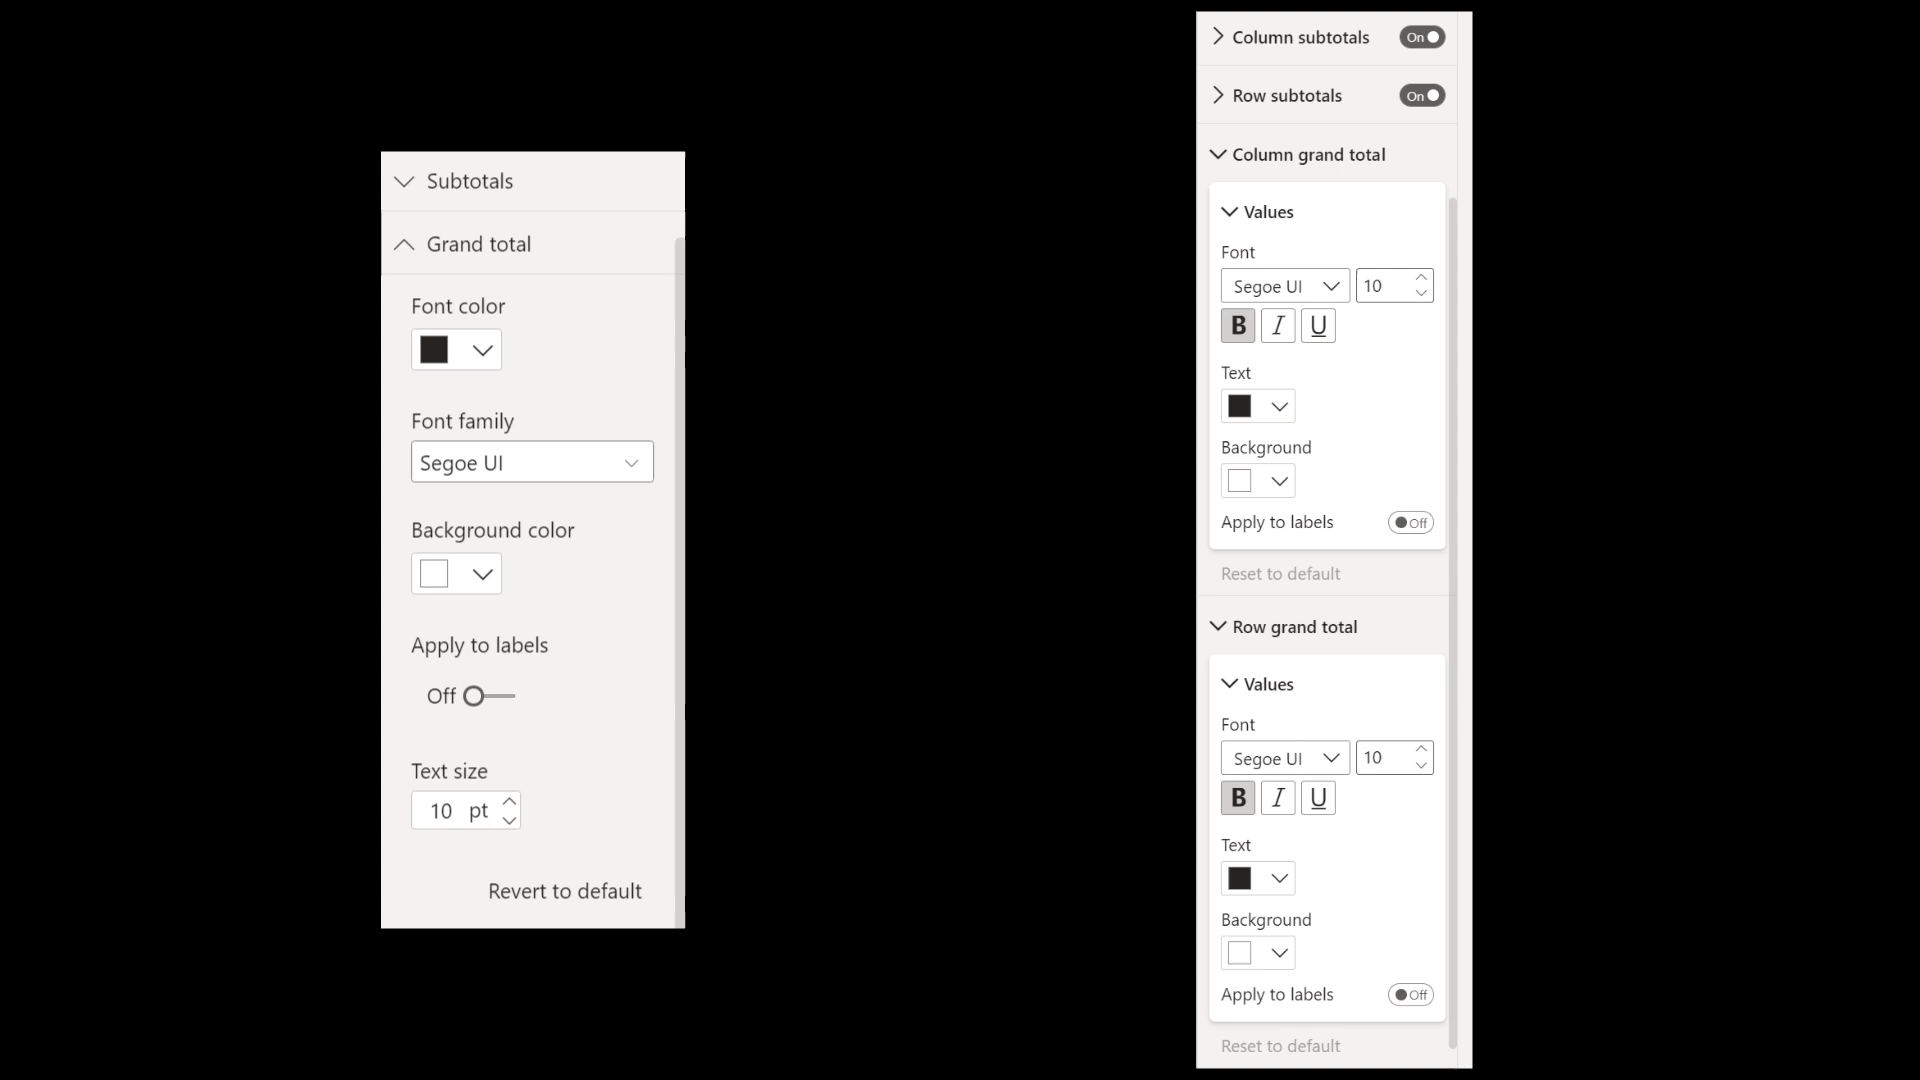 Subtotals
Grand total
Font color
Font family
Segoe UI
Background color
Apply to labels
Off
Text size
10 pt
Revert to default
Column subtotals On
Row subtotals On
Column grand total
Values
Font
Segoe UI 10
B I U
Text
Background
Apply to labels Off
Reset to default
Row grand total
Values
Font
Segoe UI 10
B I U
Text
Background
Apply to labels Off
Reset to default